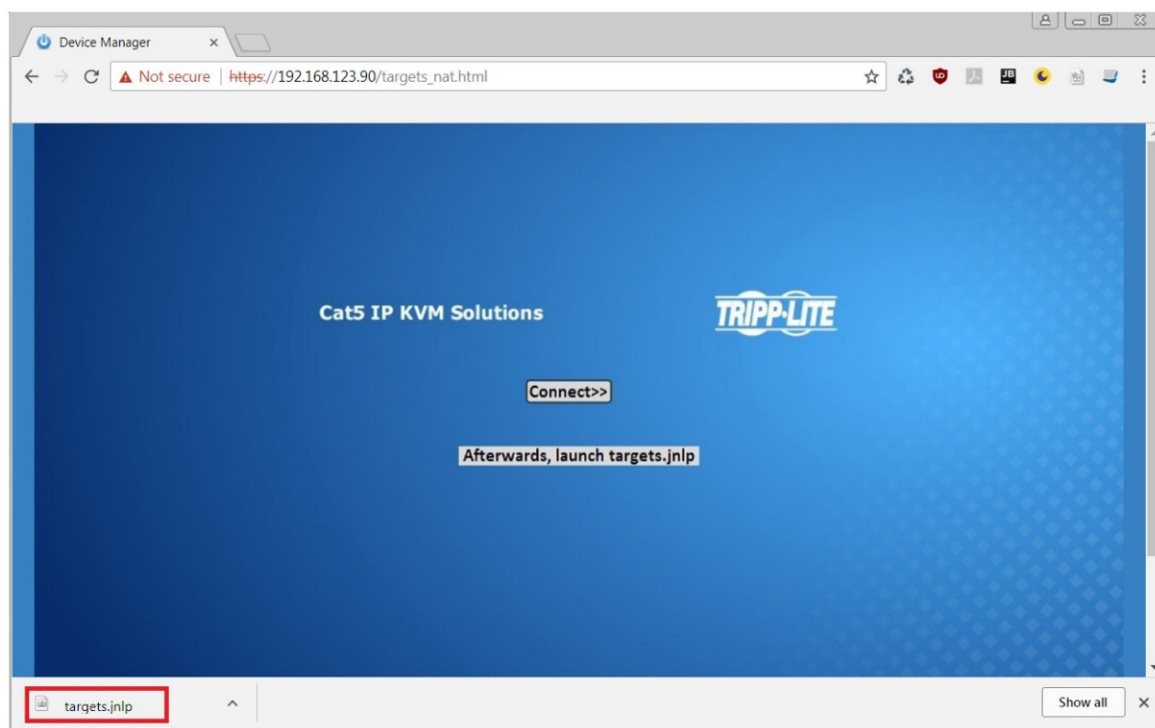 Device Manager
Not secure | https://192.168.123.90/targets_nat.html
Cat5 IP KVM Solutions
TRIPP·LITE
Connect>>
Afterwards, launch targets.jnlp
targets.jnlp
Show all